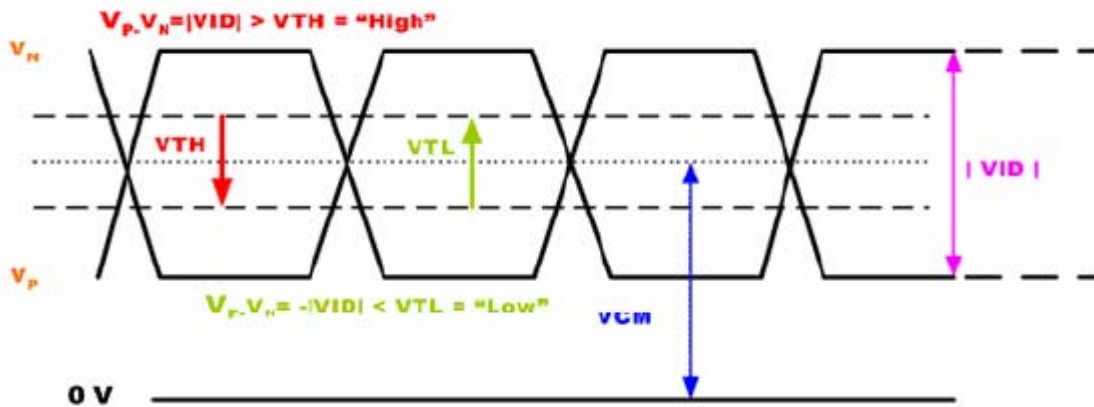 VP-VN=|VID| > VTH = “High”
VN
VTH
VTL
| VID |
VP
VP-VN= -|VID| < VTL = “Low”
VCM
0 V